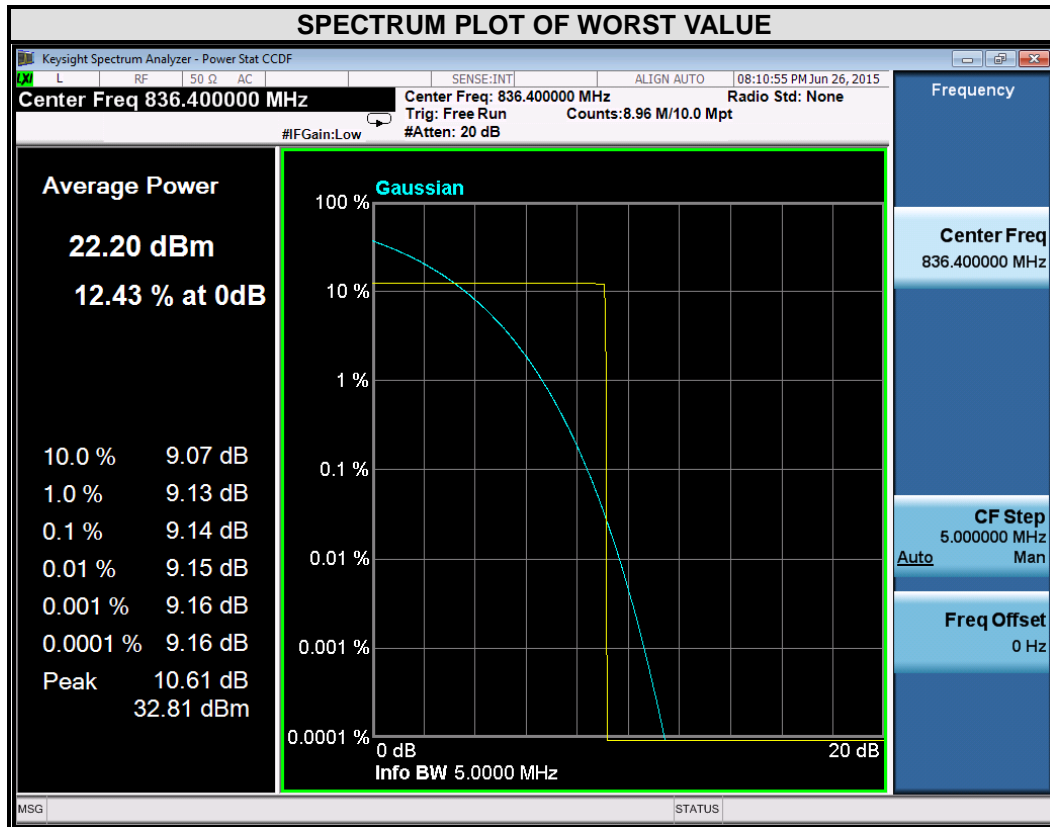 SPECTRUM PLOT OF WORST VALUE
Keysight Spectrum Analyzer - Power Stat CCDF
LXI L RF 50 Ω AC SENSE:INT ALIGN AUTO 08:10:55 PM Jun 26, 2015
Center Freq 836.400000 MHz
Center Freq: 836.400000 MHz Radio Std: None
Trig: Free Run Counts:8.96 M/10.0 Mpt
#IFGain:Low #Atten: 20 dB
Average Power
22.20 dBm
12.43 % at 0dB
10.0 % 9.07 dB
1.0 % 9.13 dB
0.1 % 9.14 dB
0.01 % 9.15 dB
0.001 % 9.16 dB
0.0001 % 9.16 dB
Peak 10.61 dB
32.81 dBm
Gaussian
100 %
10 %
1 %
0.1 %
0.01 %
0.001 %
0.0001 %
0 dB 20 dB
Info BW 5.0000 MHz
Frequency
Center Freq
836.400000 MHz
CF Step
5.000000 MHz
Auto Man
Freq Offset
0 Hz
MSG STATUS